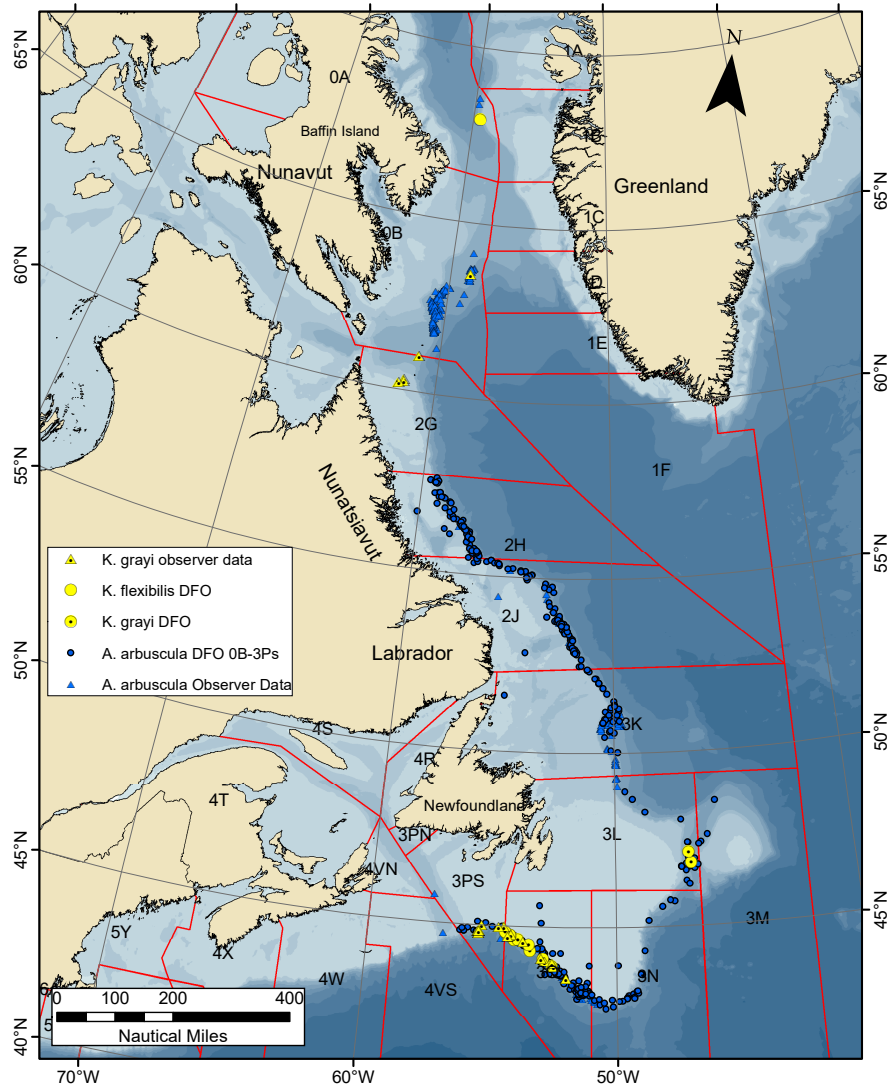 65°N
60°N
55°N
50°N
45°N
40°N
65°N
60°N
55°N
50°N
45°N
70°W
60°W
50°W
N
0A
1A
Baffin Island
Nunavut
Greenland
1C
0B
D
1E
2G
1F
Nunatsiavut
2H
K. grayi observer data
K. flexibilis DFO
K. grayi DFO
A. arbuscula DFO 0B-3Ps
A. arbuscula Observer Data
2J
Labrador
3K
4S
4R
4T
Newfoundland
3L
3PN
4VN
3PS
3M
5Y
4X
4W
4VS
3N
0 100 200 400
Nautical Miles